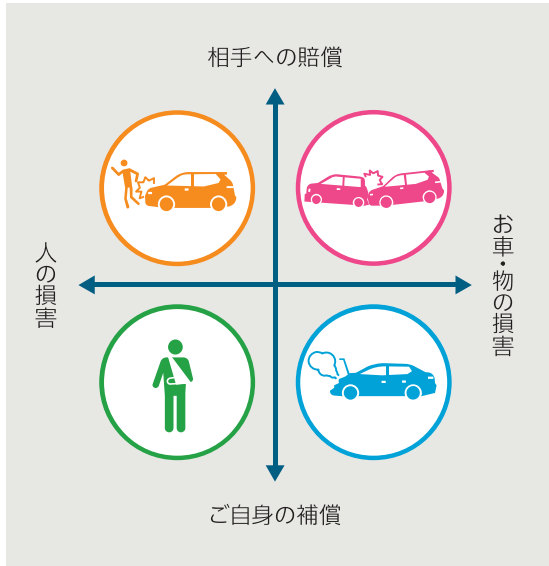 相手への賠償
人の損害
お車・物の損害
ご自身の補償